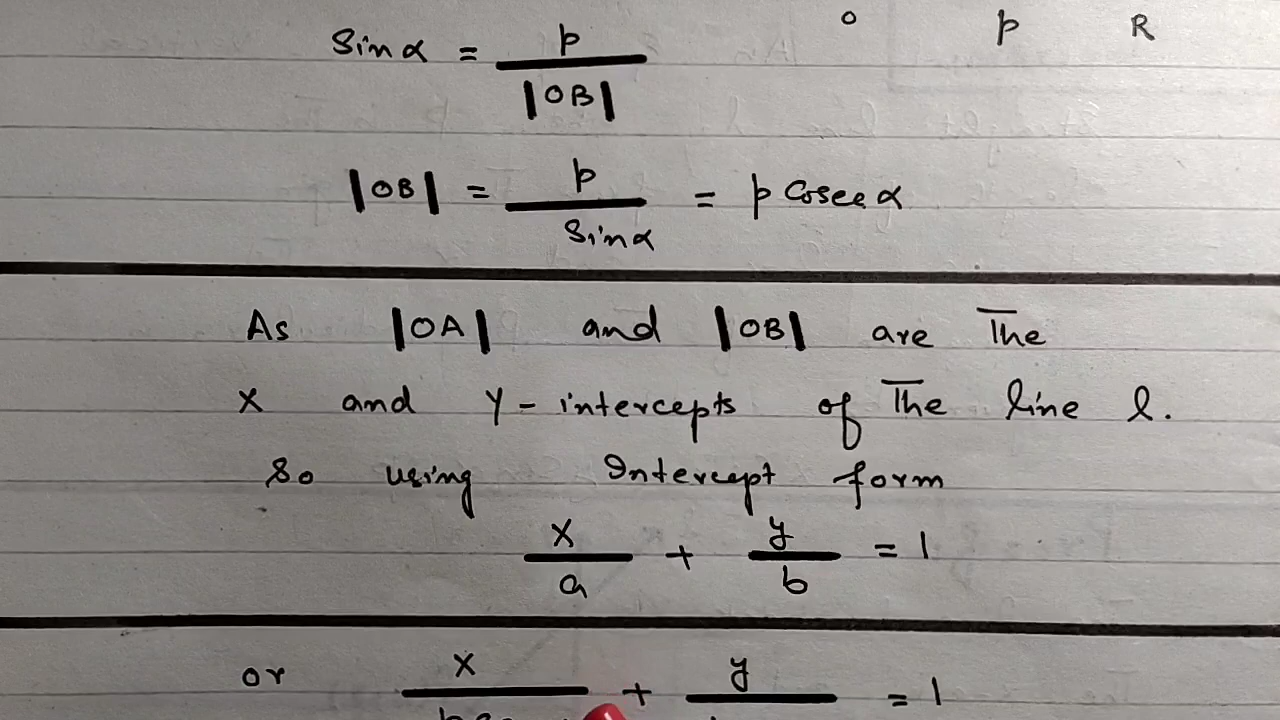 o p R
Sin α = p / |OB|
|OB| = p / Sin α = p Cosec α
As |OA| and |OB| are The
X and Y-intercepts of The line l.
So using Intercept form
x / a + y / b = 1
or x + y = 1